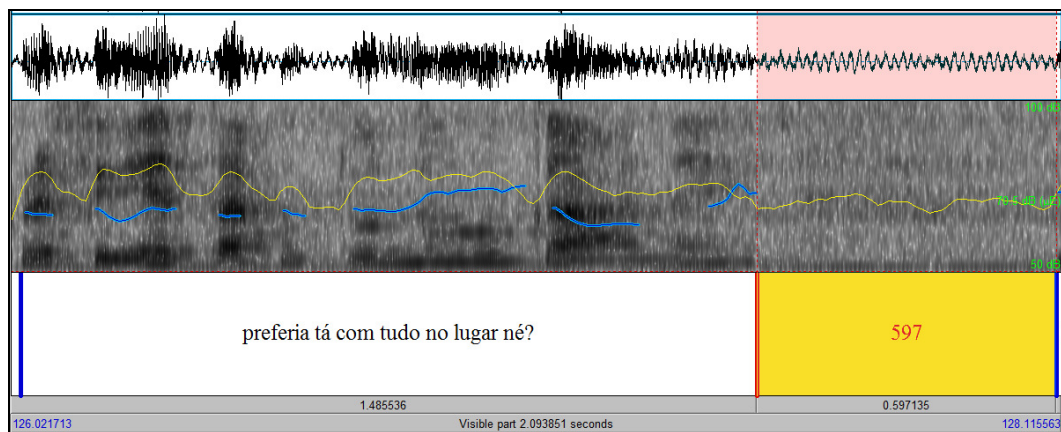 100 dB
50 dB
preferia tá com tudo no lugar né?
597
1.485536
0.597135
126.021713
Visible part 2.093851 seconds
128.115563